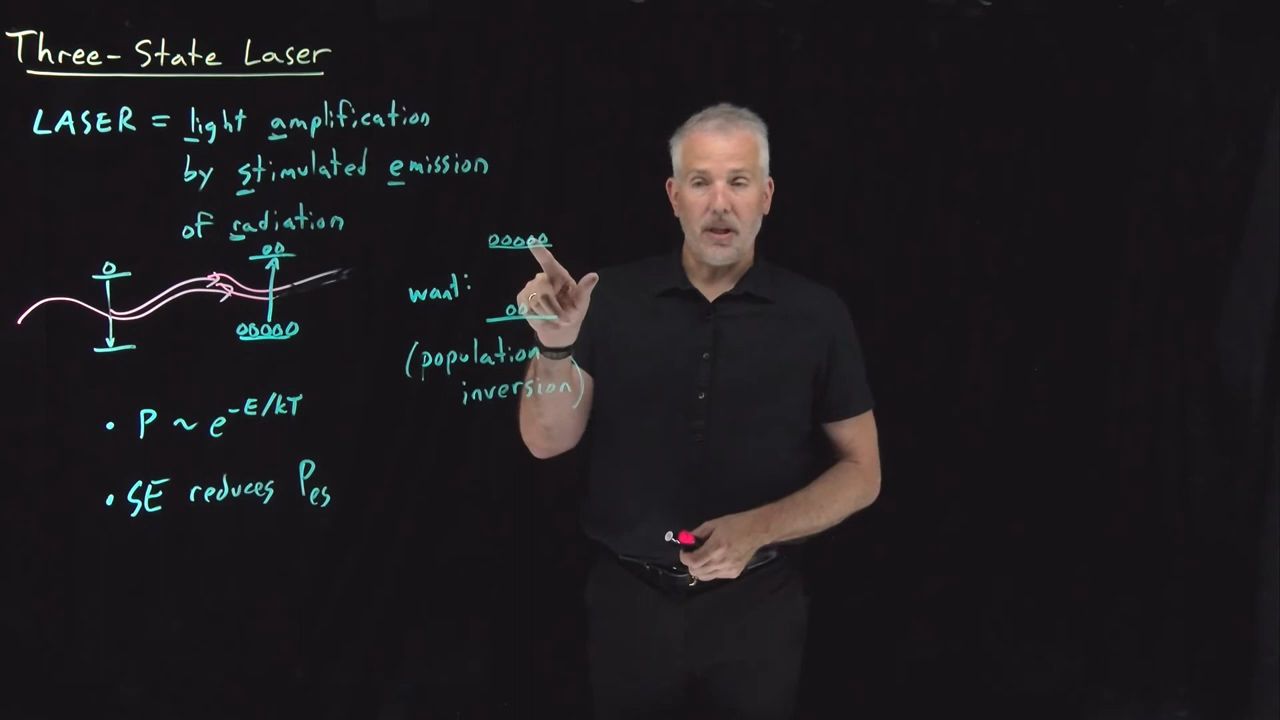 Three-State Laser
LASER = light amplification
by stimulated emission
of radiation
want:
(population
inversion)
• P ~ e^-E/kT
• SE reduces Pes